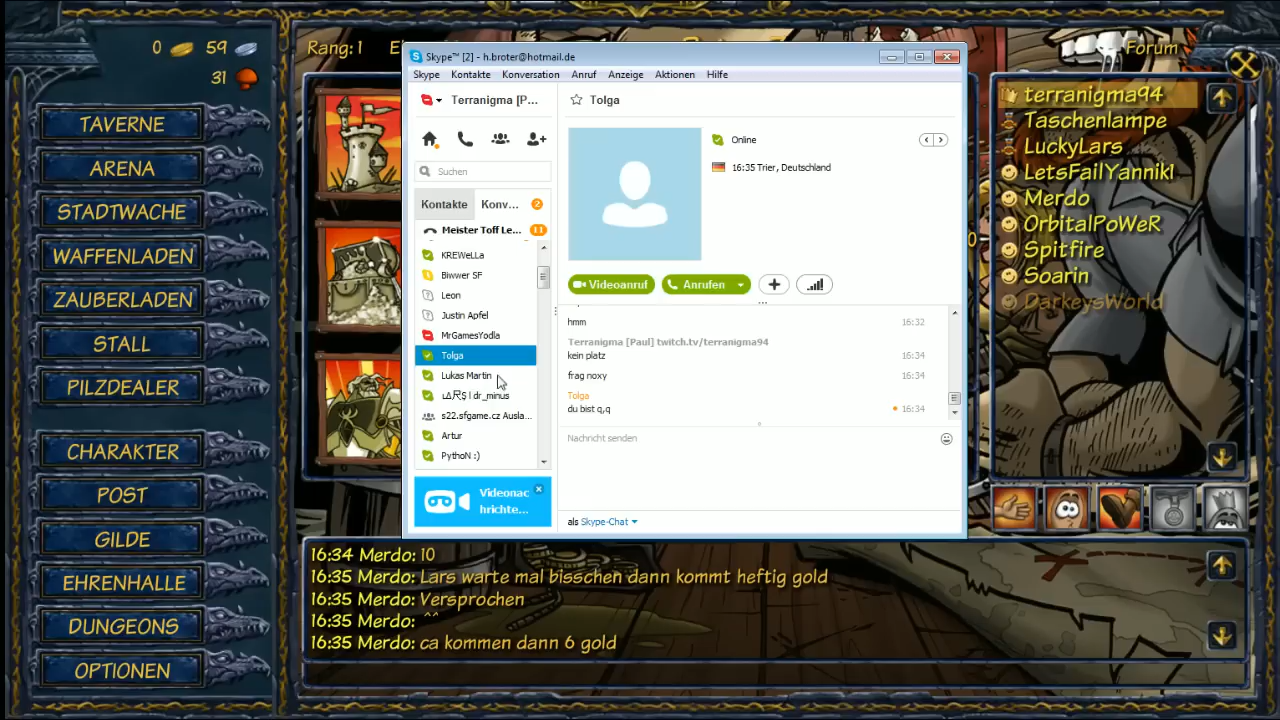 0 59
31
TAVERNE
ARENA
STADTWACHE
WAFFENLADEN
ZAUBERLADEN
STALL
PILZDEALER
CHARAKTER
POST
GILDE
EHRENHALLE
DUNGEONS
OPTIONEN
Rang: 1
Forum
Skype™ [2] - h.broter@hotmail.de
Skype Kontakte Konversation Anruf Anzeige Aktionen Hilfe
Terranigma [P...
Suchen
Kontakte Konv... 2
Meister Toff Le... 11
KREWeLLa
Biwwer SF
Leon
Justin Apfel
MrGamesYodla
Tolga
Lukas Martin
s22.sfgame.cz Ausla...
Artur
PythoN :)
Videonac
hrichte...
Tolga
Online
16:35 Trier, Deutschland
Videoanruf Anrufen
hmm 16:32
Terranigma [Paul] twitch.tv/terranigma94
kein platz 16:34
frag noxy 16:34
Tolga
du bist q,q 16:34
Nachricht senden
als Skype-Chat
terranigma94
Taschenlampe
LuckyLars
LetsFailYannikl
Merdo
OrbitalPoWeR
Spitfire
Soarin
DarkeysWorld
16:34 Merdo: 10
16:35 Merdo: Lars warte mal bisschen dann kommt heftig gold
16:35 Merdo: Versprochen
16:35 Merdo: ^^
16:35 Merdo: ca kommen dann 6 gold